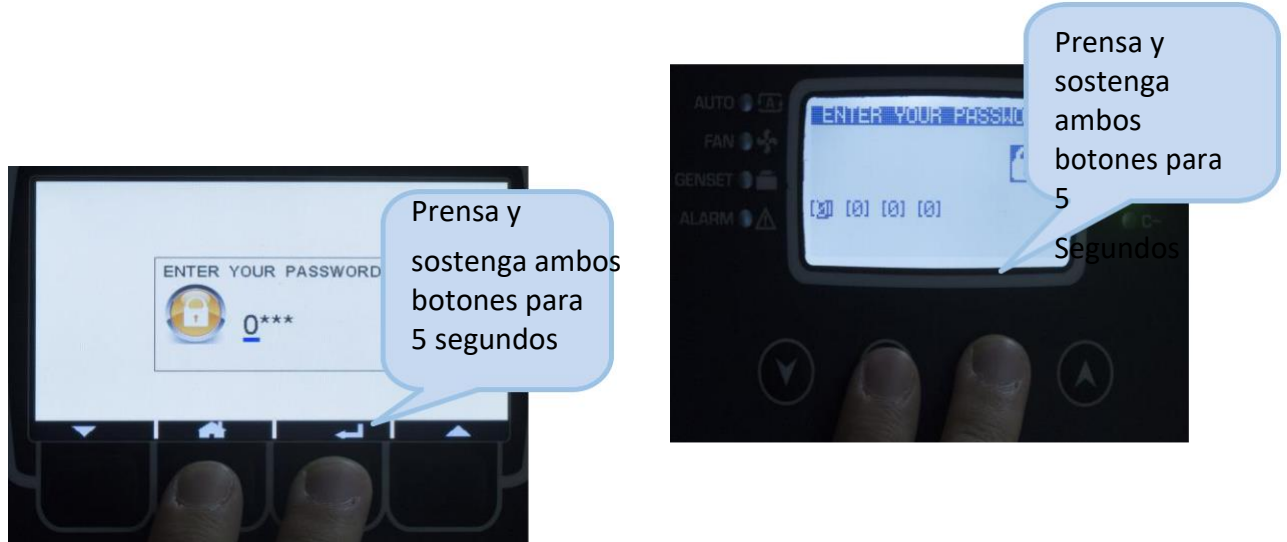 ENTER YOUR PASSWORD
0***
Prensa y
sostenga ambos
botones para
5 segundos
AUTO
FAN
GENSET
ALARM
[0] [0] [0]
C~
Prensa y
sostenga
ambos
botones para
5
Segundos
ENTER YOUR